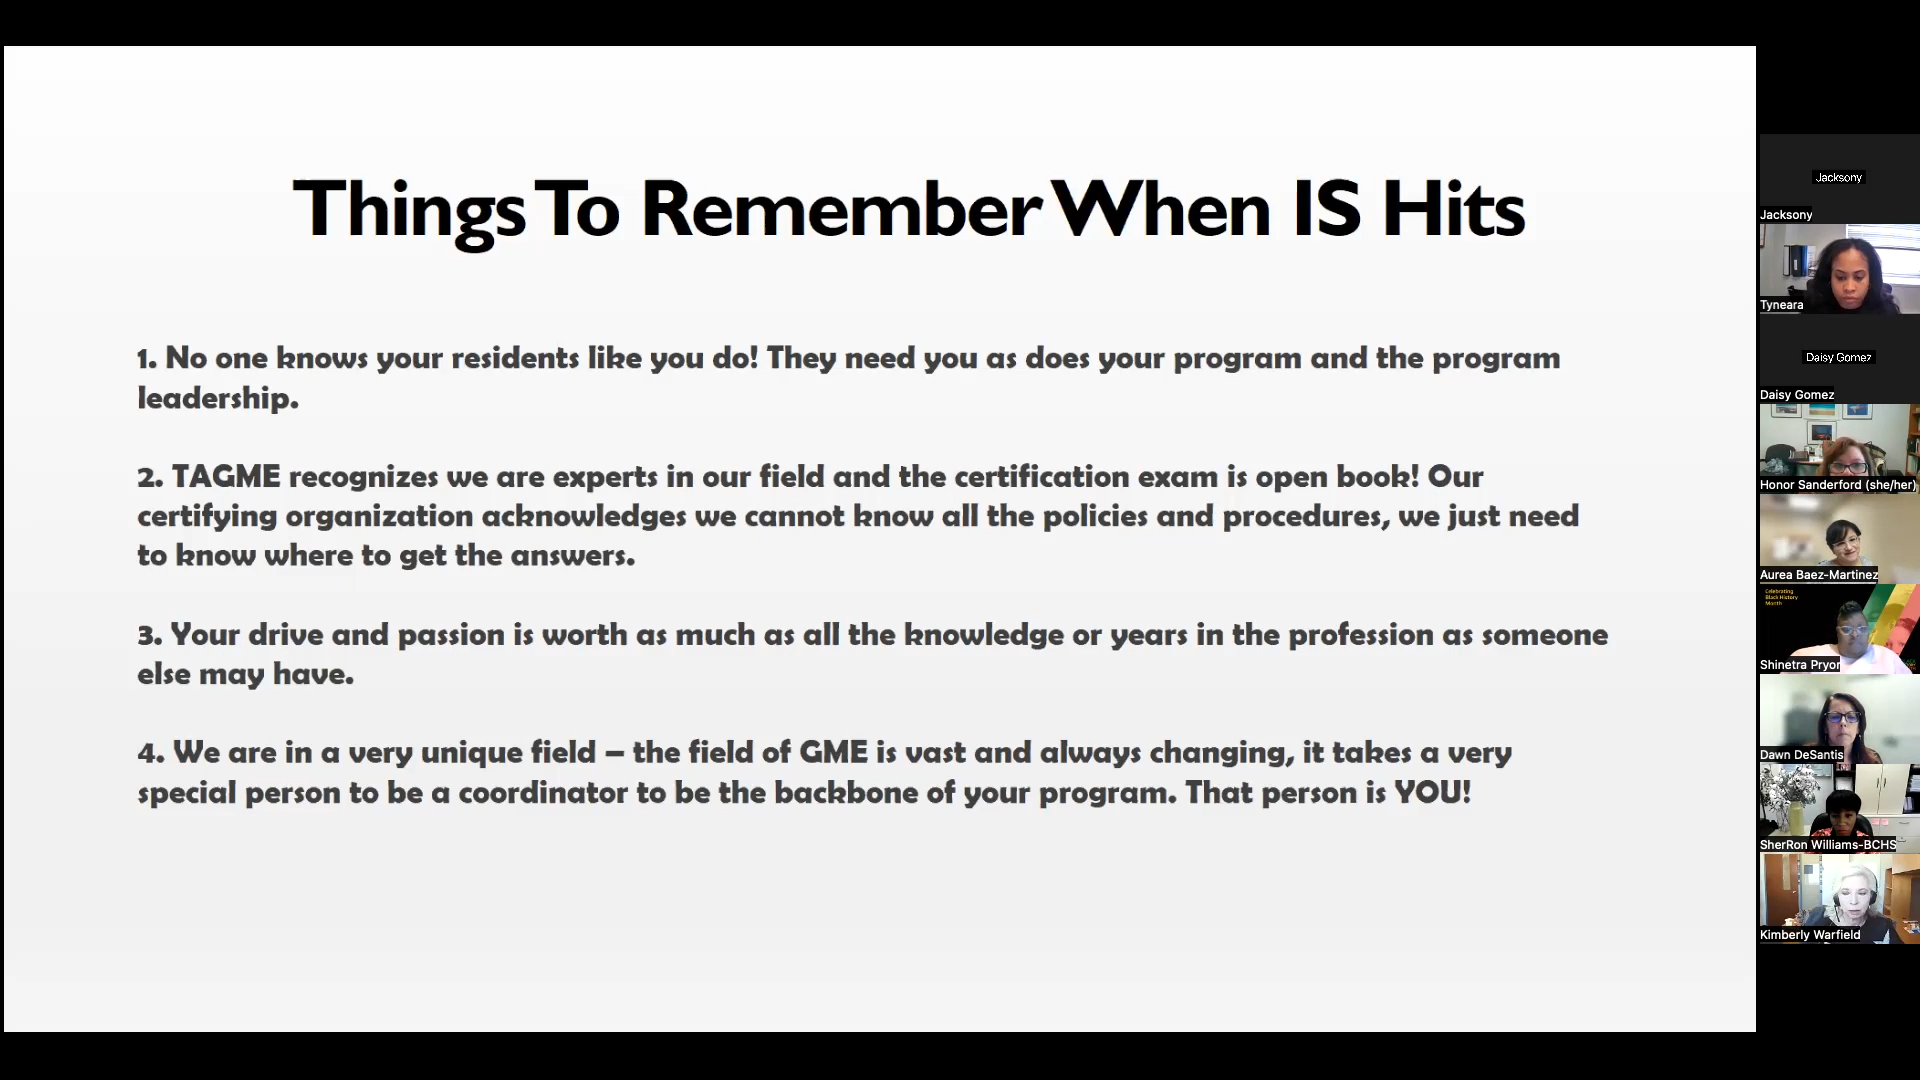 Things To Remember When IS Hits
1. No one knows your residents like you do! They need you as does your program and the program
leadership.
2. TAGME recognizes we are experts in our field and the certification exam is open book! Our
certifying organization acknowledges we cannot know all the policies and procedures, we just need
to know where to get the answers.
3. Your drive and passion is worth as much as all the knowledge or years in the profession as someone
else may have.
4. We are in a very unique field – the field of GME is vast and always changing, it takes a very
special person to be a coordinator to be the backbone of your program. That person is YOU!
Jacksony
Jacksony
Tyneara
Daisy Gomez
Daisy Gomez
Honor Sanderford (she/her)
Aurea Baez-Martinez
Celebrating
Black History
Month
Shinetra Pryor
Dawn DeSantis
SherRon Williams-BCHS
Kimberly Warfield